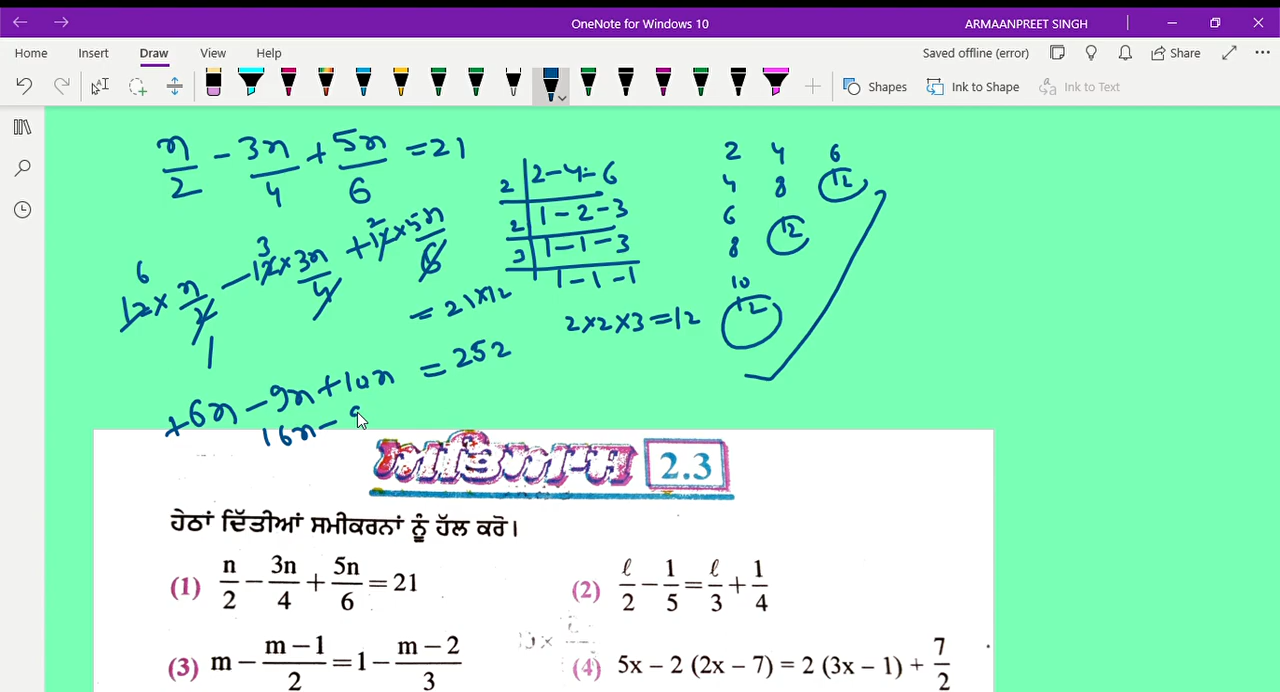 OneNote for Windows 10
ARMAANPREET SINGH
Home Insert Draw View Help
Saved offline (error)
Share
Shapes
Ink to Shape
Ink to Text
n/2 - 3n/4 + 5n/6 = 21
12 × n/2 - 12 × 3n/4 + 12 × 5n/6
6 3 2
1
= 21×12
+6n - 9n + 10n = 252
16n - 9
2 | 2 - 4 - 6
2 | 1 - 2 - 3
3 | 1 - 1 - 3
1 - 1 - 1
2×2×3=12
2 4 6
4 8 12
6
8 12
10
12
ਅਭਿਆਸ 2.3
ਹੇਠਾਂ ਦਿੱਤੀਆਂ ਸਮੀਕਰਨਾਂ ਨੂੰ ਹੱਲ ਕਰੋ।
(1) n/2 − 3n/4 + 5n/6 = 21
(2) ℓ/2 − 1/5 = ℓ/3 + 1/4
(3) m − (m − 1)/2 = 1 − (m − 2)/3
(4) 5x − 2 (2x − 7) = 2 (3x − 1) + 7/2